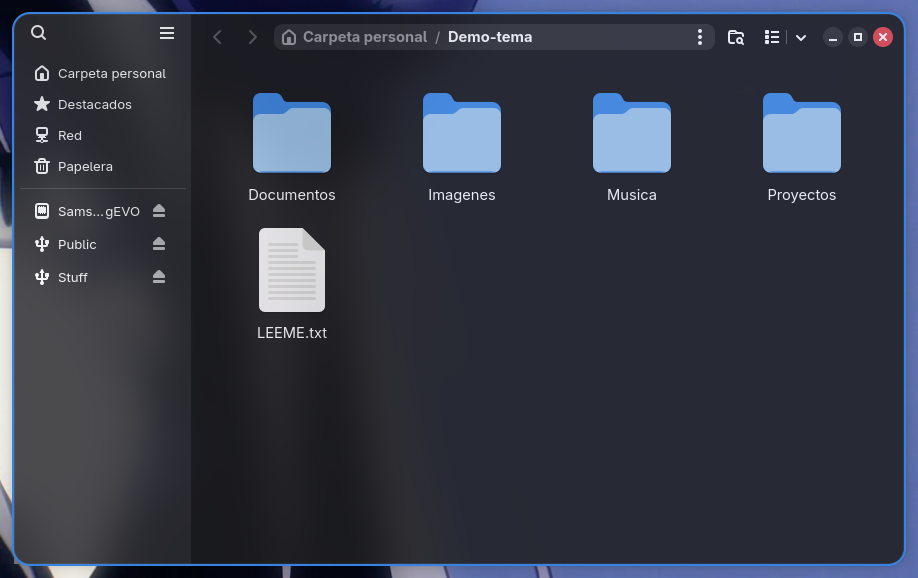 Carpeta personal / Demo-tema
Carpeta personal
Destacados
Red
Papelera
Sams...gEVO
Public
Stuff
Documentos
Imagenes
Musica
Proyectos
LEEME.txt